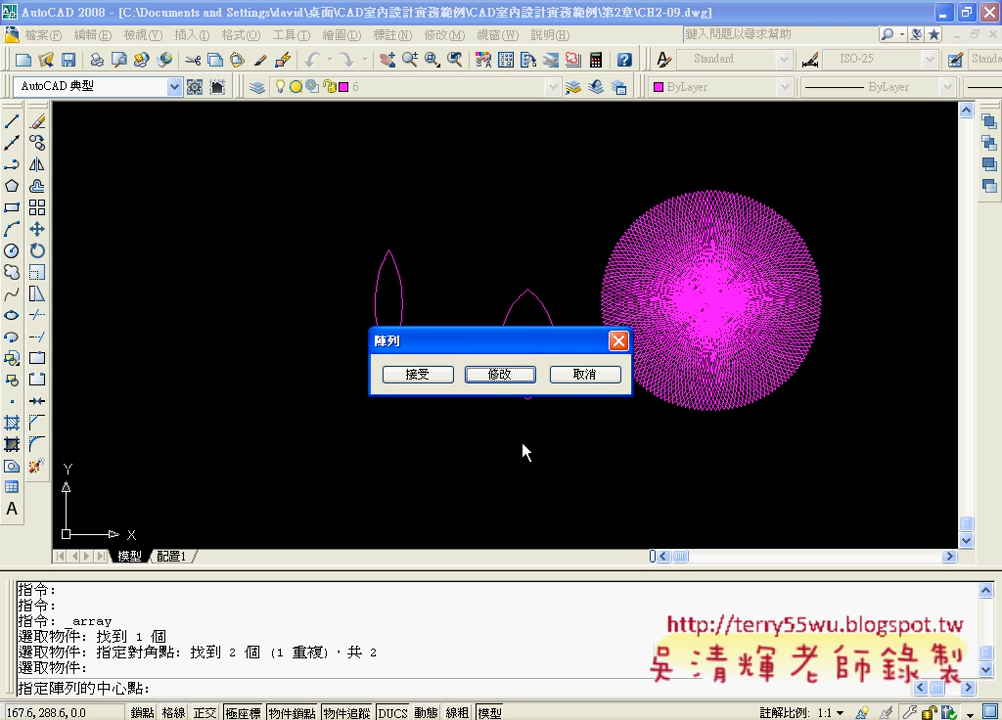 AutoCAD 2008 - [C:\Documents and Settings\david\桌面\CAD室內設計實務範例\CAD室內設計實務範例\第2章\CH2-09.dwg]
檔案(F) 編輯(E) 檢視(V) 插入(I) 格式(O) 工具(T) 繪圖(D) 標註(N) 修改(M) 視窗(W) 說明(H) 鍵入問題以尋求幫助
Standard ISO-25 Standa
AutoCAD 典型 6 ByLayer ByLayer
陣列
接受 修改 取消
Y
X
A
模型 配置1
指令:
指令:
指令: _array
選取物件: 找到 1 個
選取物件: 指定對角點: 找到 2 個 (1 重複)，共 2
選取物件:
指定陣列的中心點:
http://terry55wu.blogspot.tw
吳清輝老師錄製
167.6, 288.6, 0.0 鎖點 格線 正交 極座標 物件鎖點 物件追蹤 DUCS 動態 線粗 模型 註解比例: 1:1